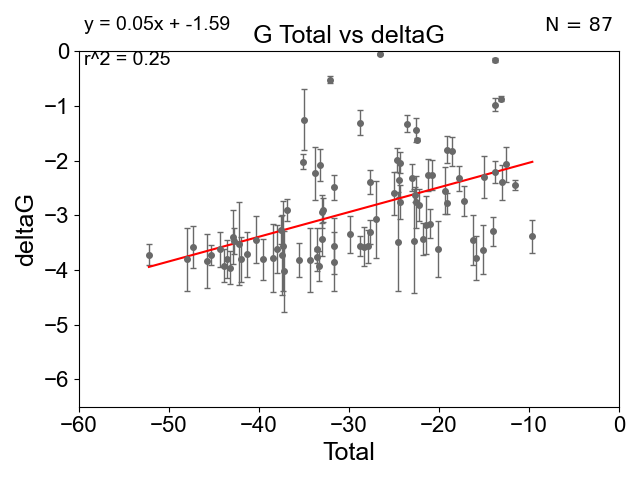 y = 0.05x + -1.59
N = 87
G Total vs deltaG
r^2 = 0.25
0
−1
−2
−3
−4
−5
−6
deltaG
−60 −50 −40 −30 −20 −10 0
Total